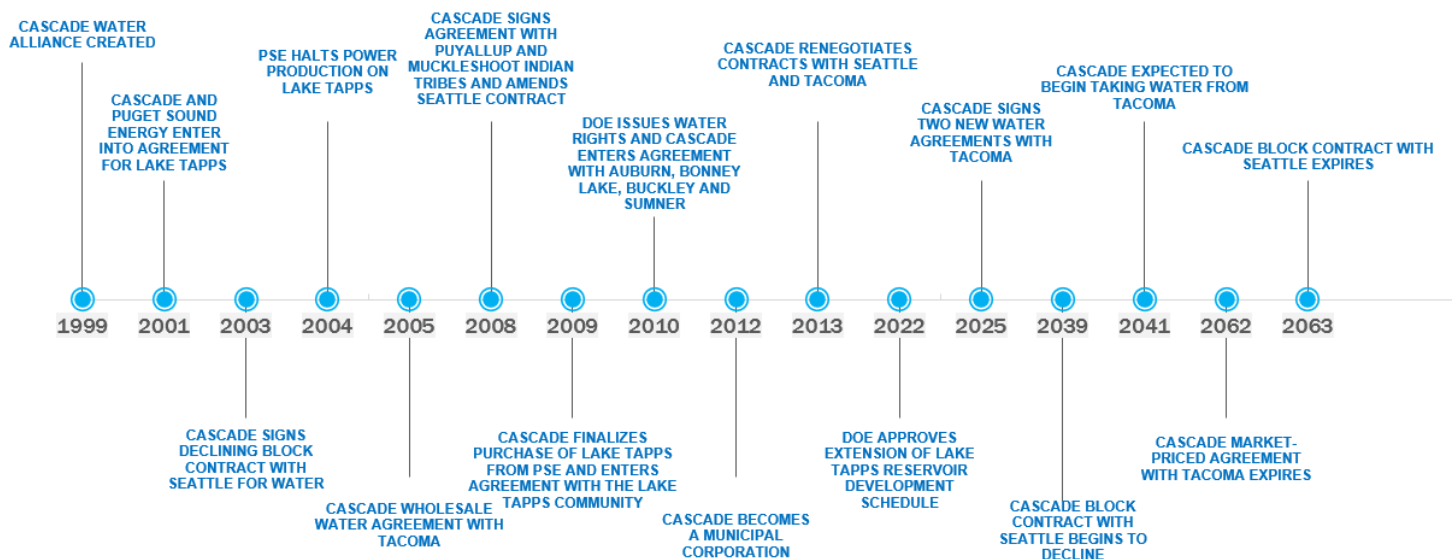 CASCADE WATER
ALLIANCE CREATED
CASCADE AND
PUGET SOUND
ENERGY ENTER
INTO AGREEMENT
FOR LAKE TAPPS
PSE HALTS POWER
PRODUCTION ON
LAKE TAPPS
CASCADE SIGNS
AGREEMENT WITH
PUYALLUP AND
MUCKLESHOOT INDIAN
TRIBES AND AMENDS
SEATTLE CONTRACT
DOE ISSUES WATER
RIGHTS AND CASCADE
ENTERS AGREEMENT
WITH AUBURN, BONNEY
LAKE, BUCKLEY AND
SUMNER
CASCADE RENEGOTIATES
CONTRACTS WITH SEATTLE
AND TACOMA
CASCADE SIGNS
TWO NEW WATER
AGREEMENTS WITH
TACOMA
CASCADE EXPECTED TO
BEGIN TAKING WATER FROM
TACOMA
CASCADE BLOCK CONTRACT WITH
SEATTLE EXPIRES
1999 2001 2003 2004 2005 2008 2009 2010 2012 2013 2022 2025 2039 2041 2062 2063
CASCADE SIGNS
DECLINING BLOCK
CONTRACT WITH
SEATTLE FOR WATER
CASCADE WHOLESALE
WATER AGREEMENT WITH
TACOMA
CASCADE FINALIZES
PURCHASE OF LAKE TAPPS
FROM PSE AND ENTERS
AGREEMENT WITH THE LAKE
TAPPS COMMUNITY
CASCADE BECOMES
A MUNICIPAL
CORPORATION
DOE APPROVES
EXTENSION OF LAKE
TAPPS RESERVOIR
DEVELOPMENT
SCHEDULE
CASCADE BLOCK
CONTRACT WITH
SEATTLE BEGINS TO
DECLINE
CASCADE MARKET-
PRICED AGREEMENT
WITH TACOMA EXPIRES